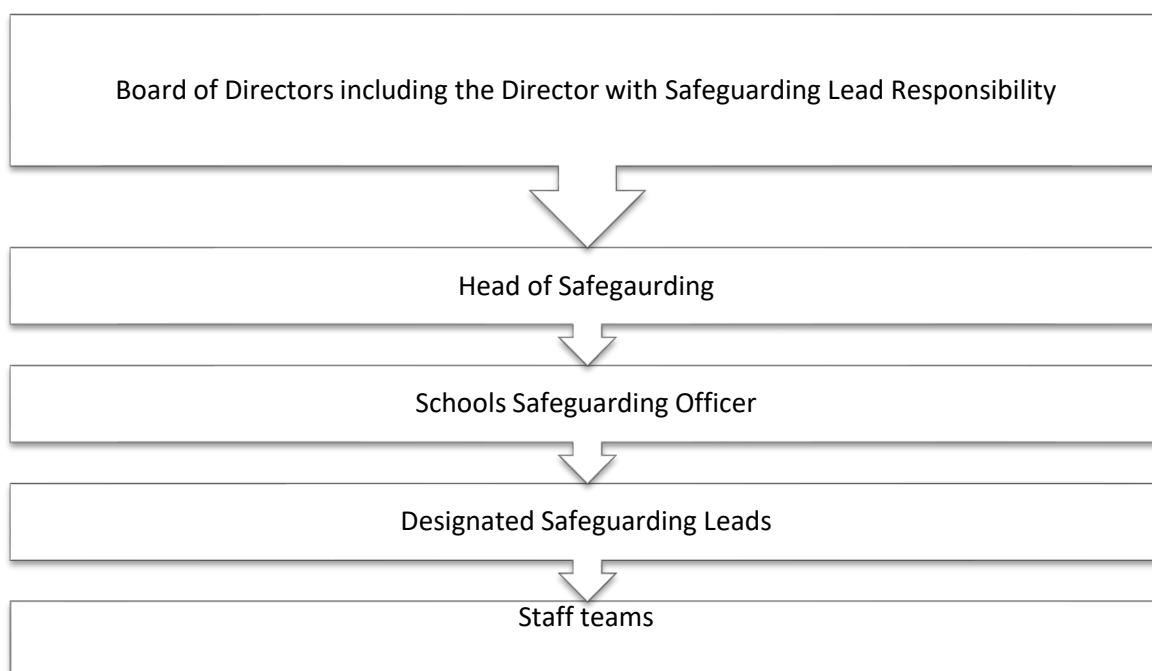 Board of Directors including the Director with Safeguarding Lead Responsibility
Head of Safegaurding
Schools Safeguarding Officer
Designated Safeguarding Leads
Staff teams